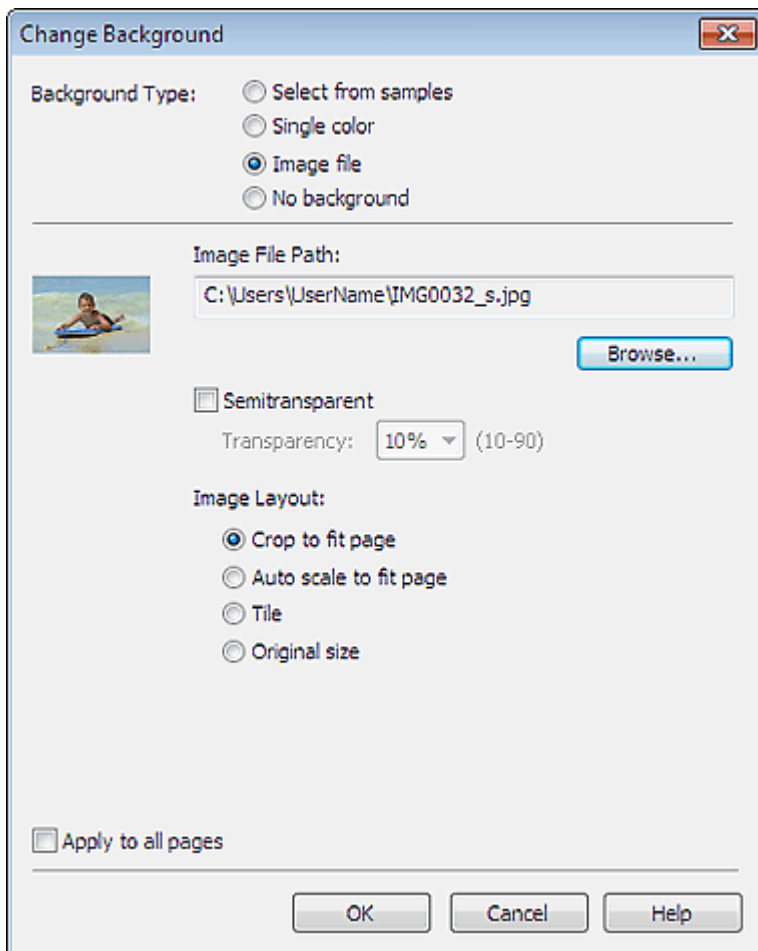 Change Background
Background Type:
Select from samples
Single color
Image file
No background
Image File Path:
C:\Users\UserName\IMG0032_s.jpg
Browse...
Semitransparent
Transparency: 10% (10-90)
Image Layout:
Crop to fit page
Auto scale to fit page
Tile
Original size
Apply to all pages
OK Cancel Help